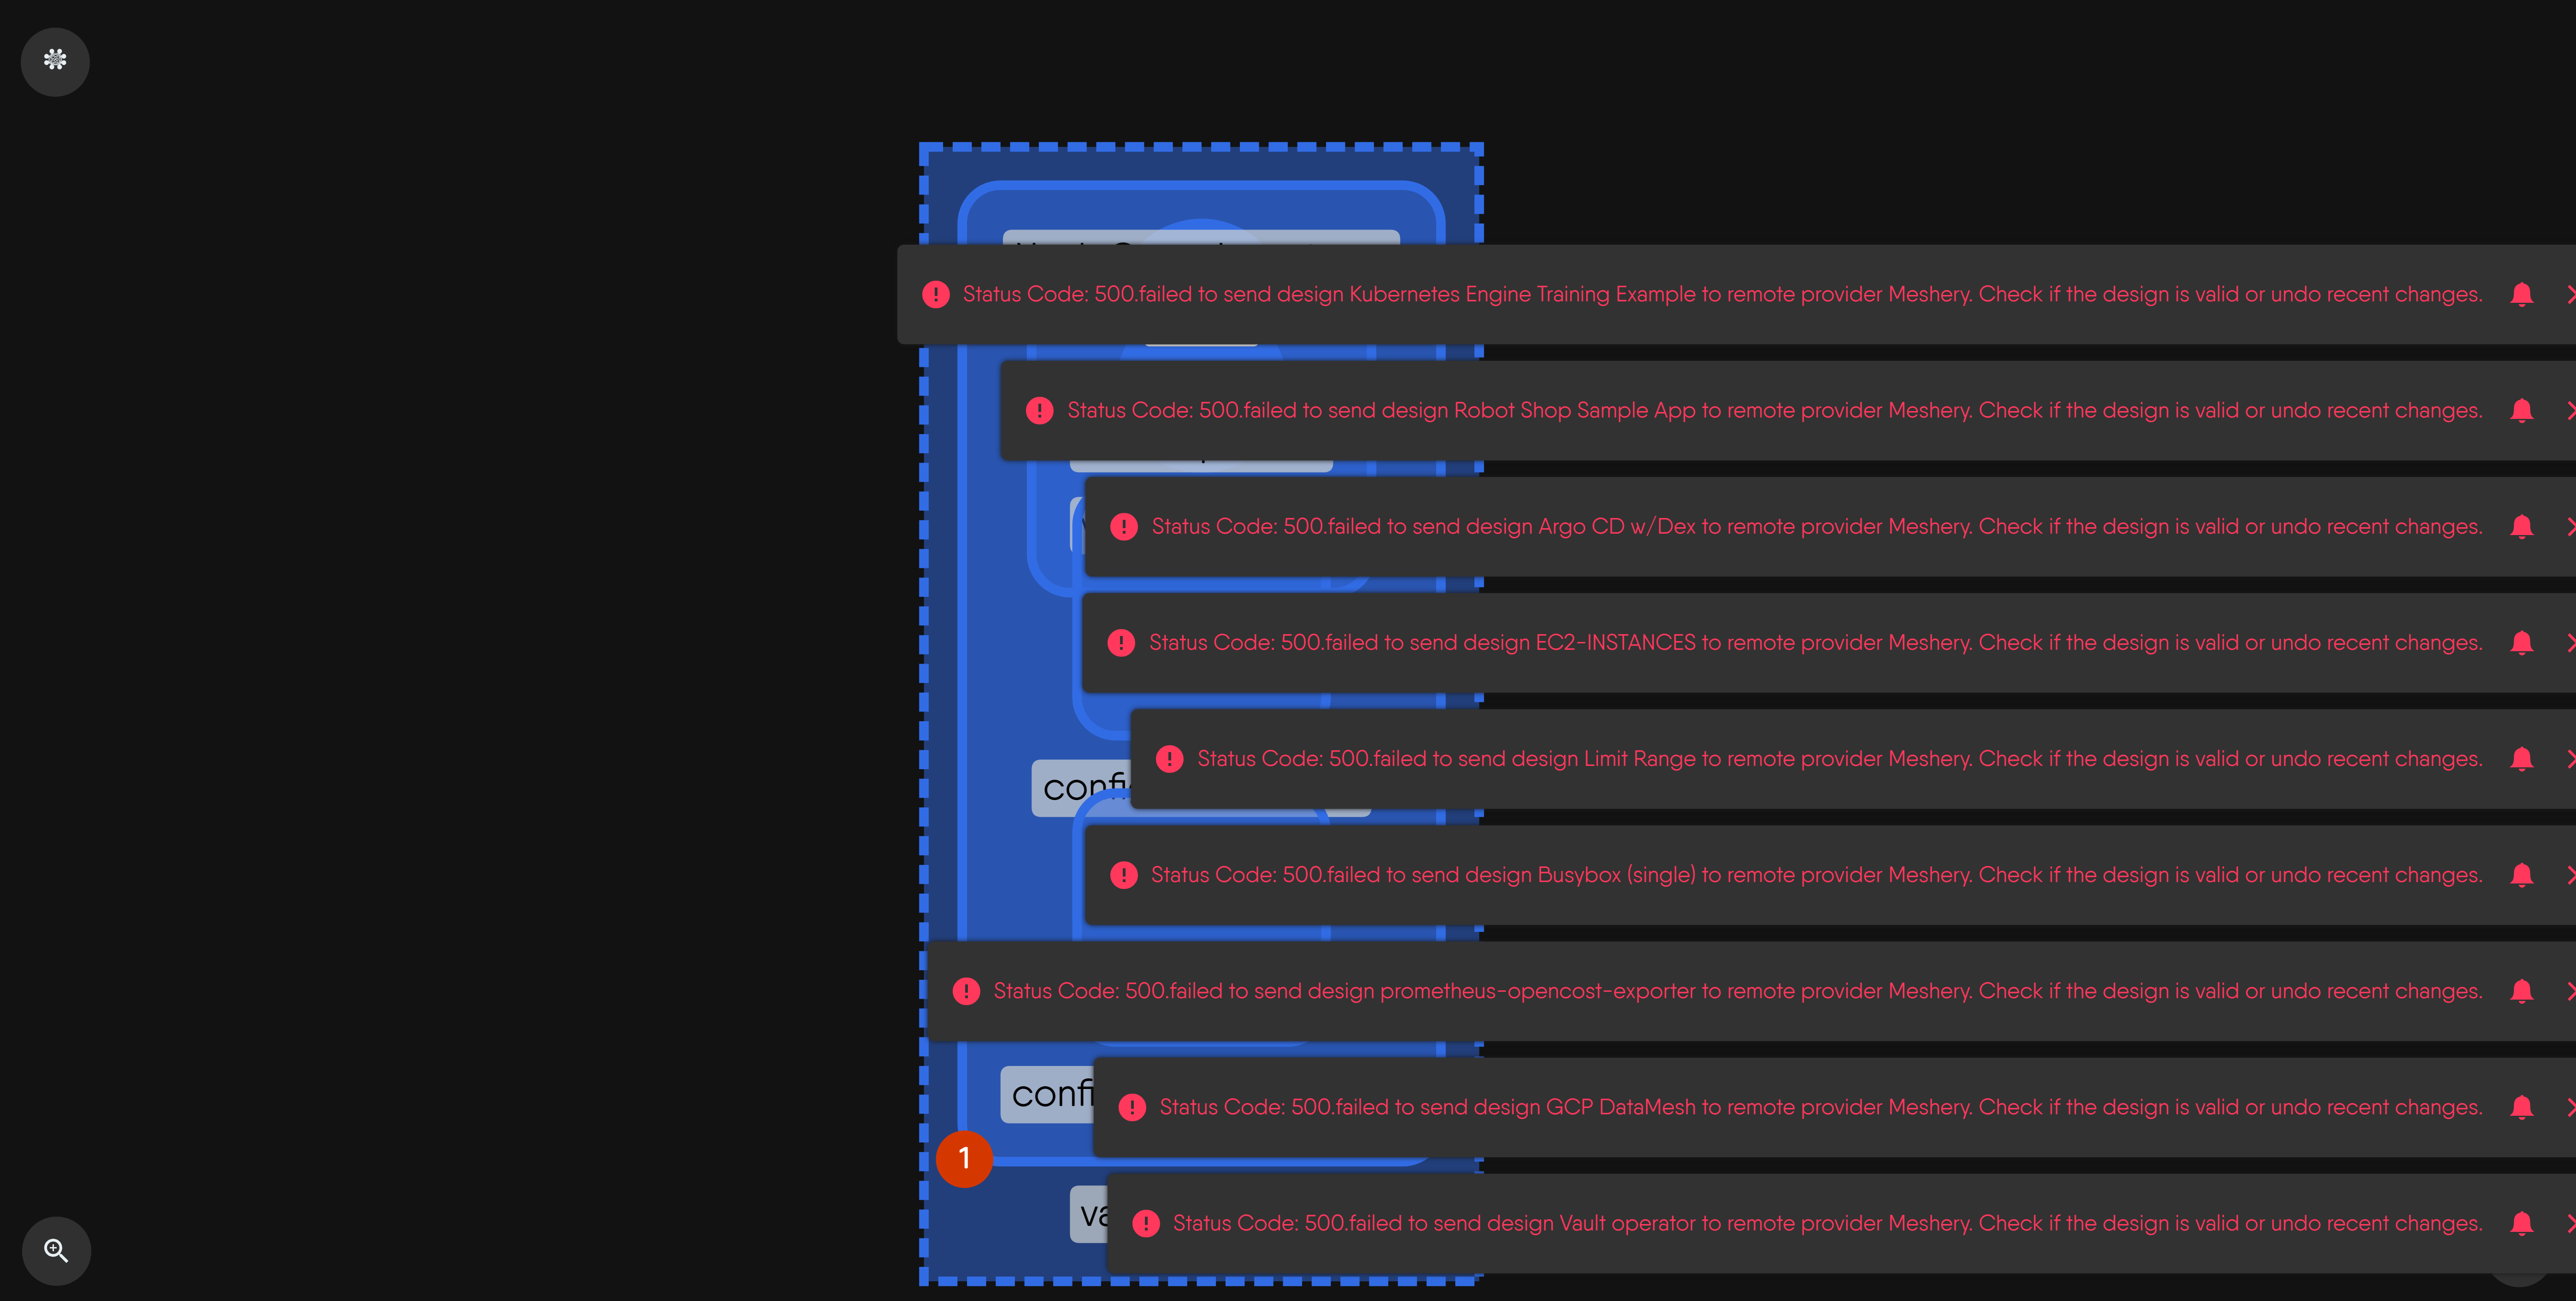 Status Code: 500.failed to send design Kubernetes Engine Training Example to remote provider Meshery. Check if the design is valid or undo recent changes.
Status Code: 500.failed to send design Robot Shop Sample App to remote provider Meshery. Check if the design is valid or undo recent changes.
Status Code: 500.failed to send design Argo CD w/Dex to remote provider Meshery. Check if the design is valid or undo recent changes.
Status Code: 500.failed to send design EC2-INSTANCES to remote provider Meshery. Check if the design is valid or undo recent changes.
Status Code: 500.failed to send design Limit Range to remote provider Meshery. Check if the design is valid or undo recent changes.
Status Code: 500.failed to send design Busybox (single) to remote provider Meshery. Check if the design is valid or undo recent changes.
Status Code: 500.failed to send design prometheus-opencost-exporter to remote provider Meshery. Check if the design is valid or undo recent changes.
Status Code: 500.failed to send design GCP DataMesh to remote provider Meshery. Check if the design is valid or undo recent changes.
1
Status Code: 500.failed to send design Vault operator to remote provider Meshery. Check if the design is valid or undo recent changes.